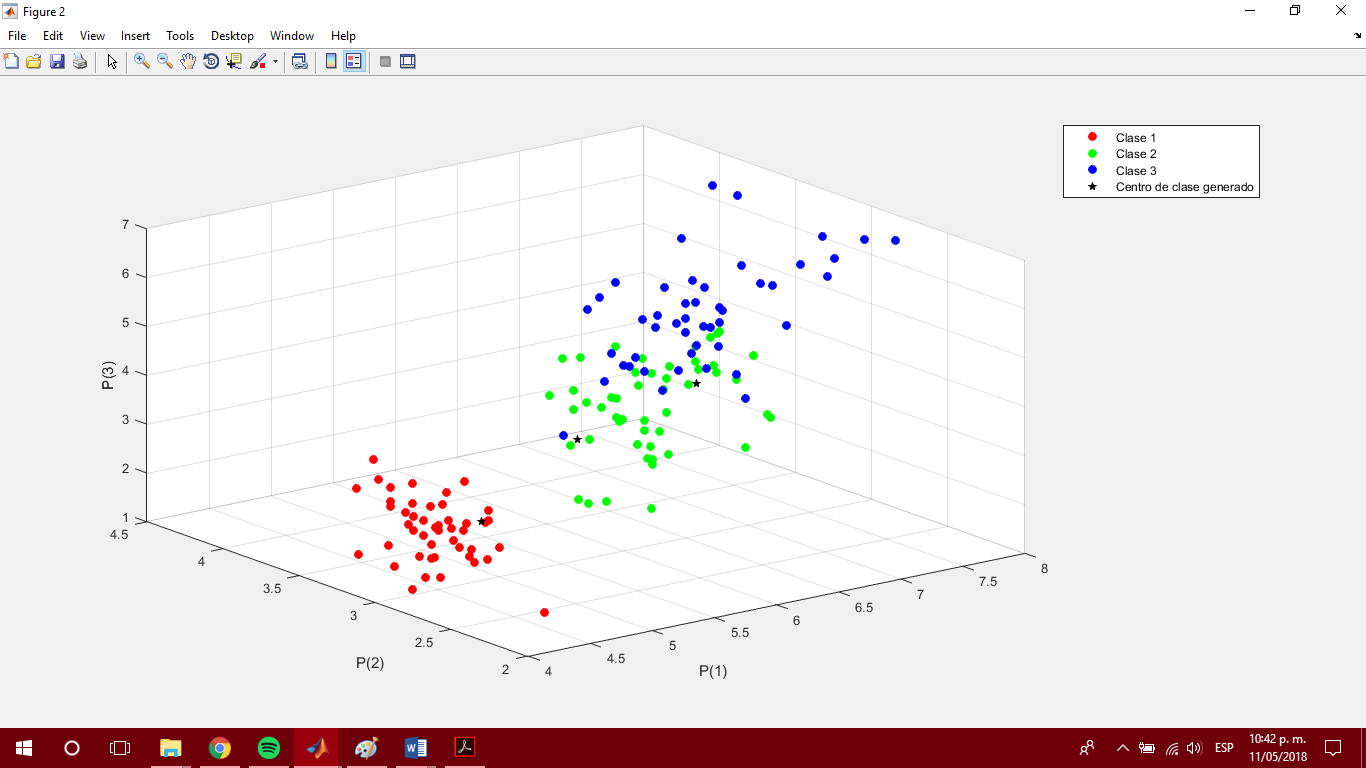 Figure 2
File Edit View Insert Tools Desktop Window Help
Clase 1
Clase 2
Clase 3
Centro de clase generado
7
6
5
4
3
2
1
P(3)
4.5
4
3.5
3
2.5
2
P(2)
4
4.5
5
5.5
6
6.5
7
7.5
8
P(1)
ESP
10:42 p. m.
11/05/2018